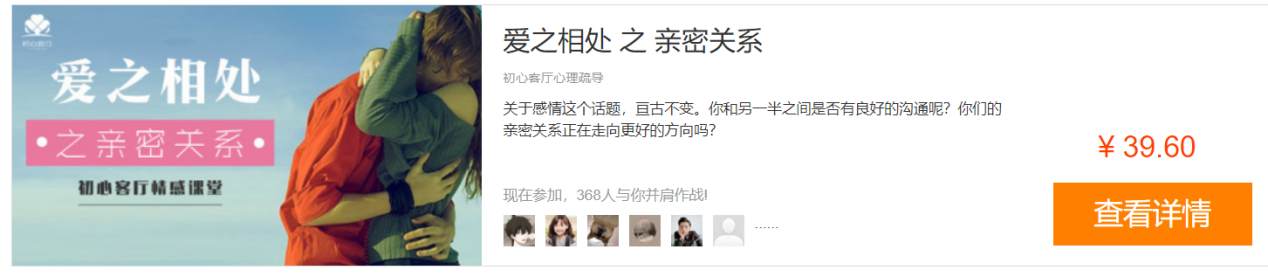 初心客厅
爱之相处
之亲密关系
初心客厅情感课堂
爱之相处 之 亲密关系
初心客厅心理疏导
关于感情这个话题，亘古不变。你和另一半之间是否有良好的沟通呢？你们的
亲密关系正在走向更好的方向吗？
现在参加，368人与你并肩作战!
······
¥ 39.60
查看详情